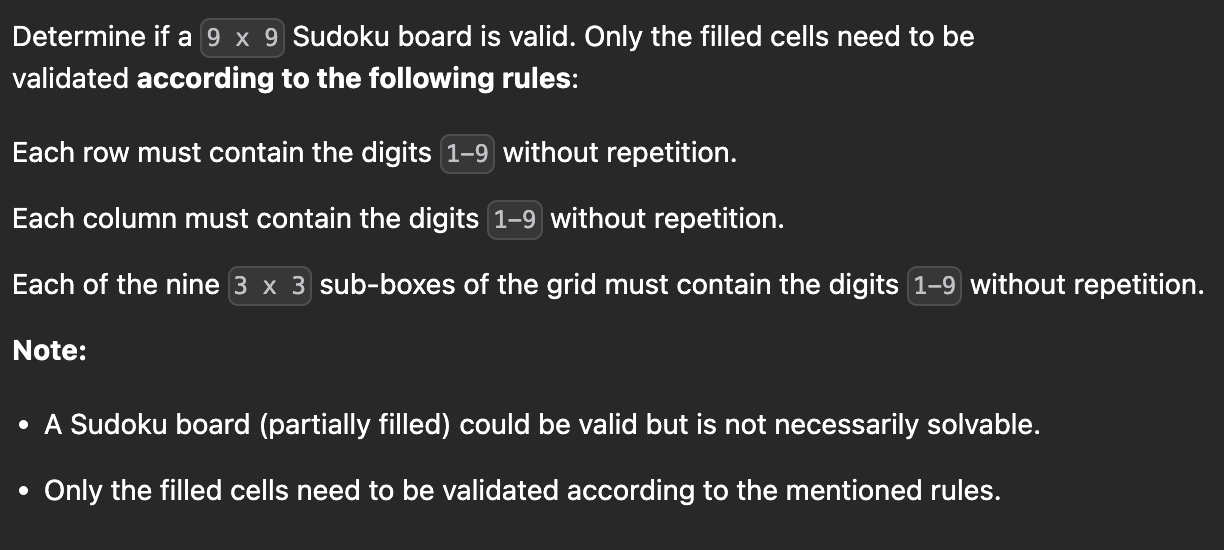 Determine if a 9 x 9 Sudoku board is valid. Only the filled cells need to be
validated according to the following rules:
Each row must contain the digits 1-9 without repetition.
Each column must contain the digits 1-9 without repetition.
Each of the nine 3 x 3 sub-boxes of the grid must contain the digits 1-9 without repetition.
Note:
• A Sudoku board (partially filled) could be valid but is not necessarily solvable.
• Only the filled cells need to be validated according to the mentioned rules.